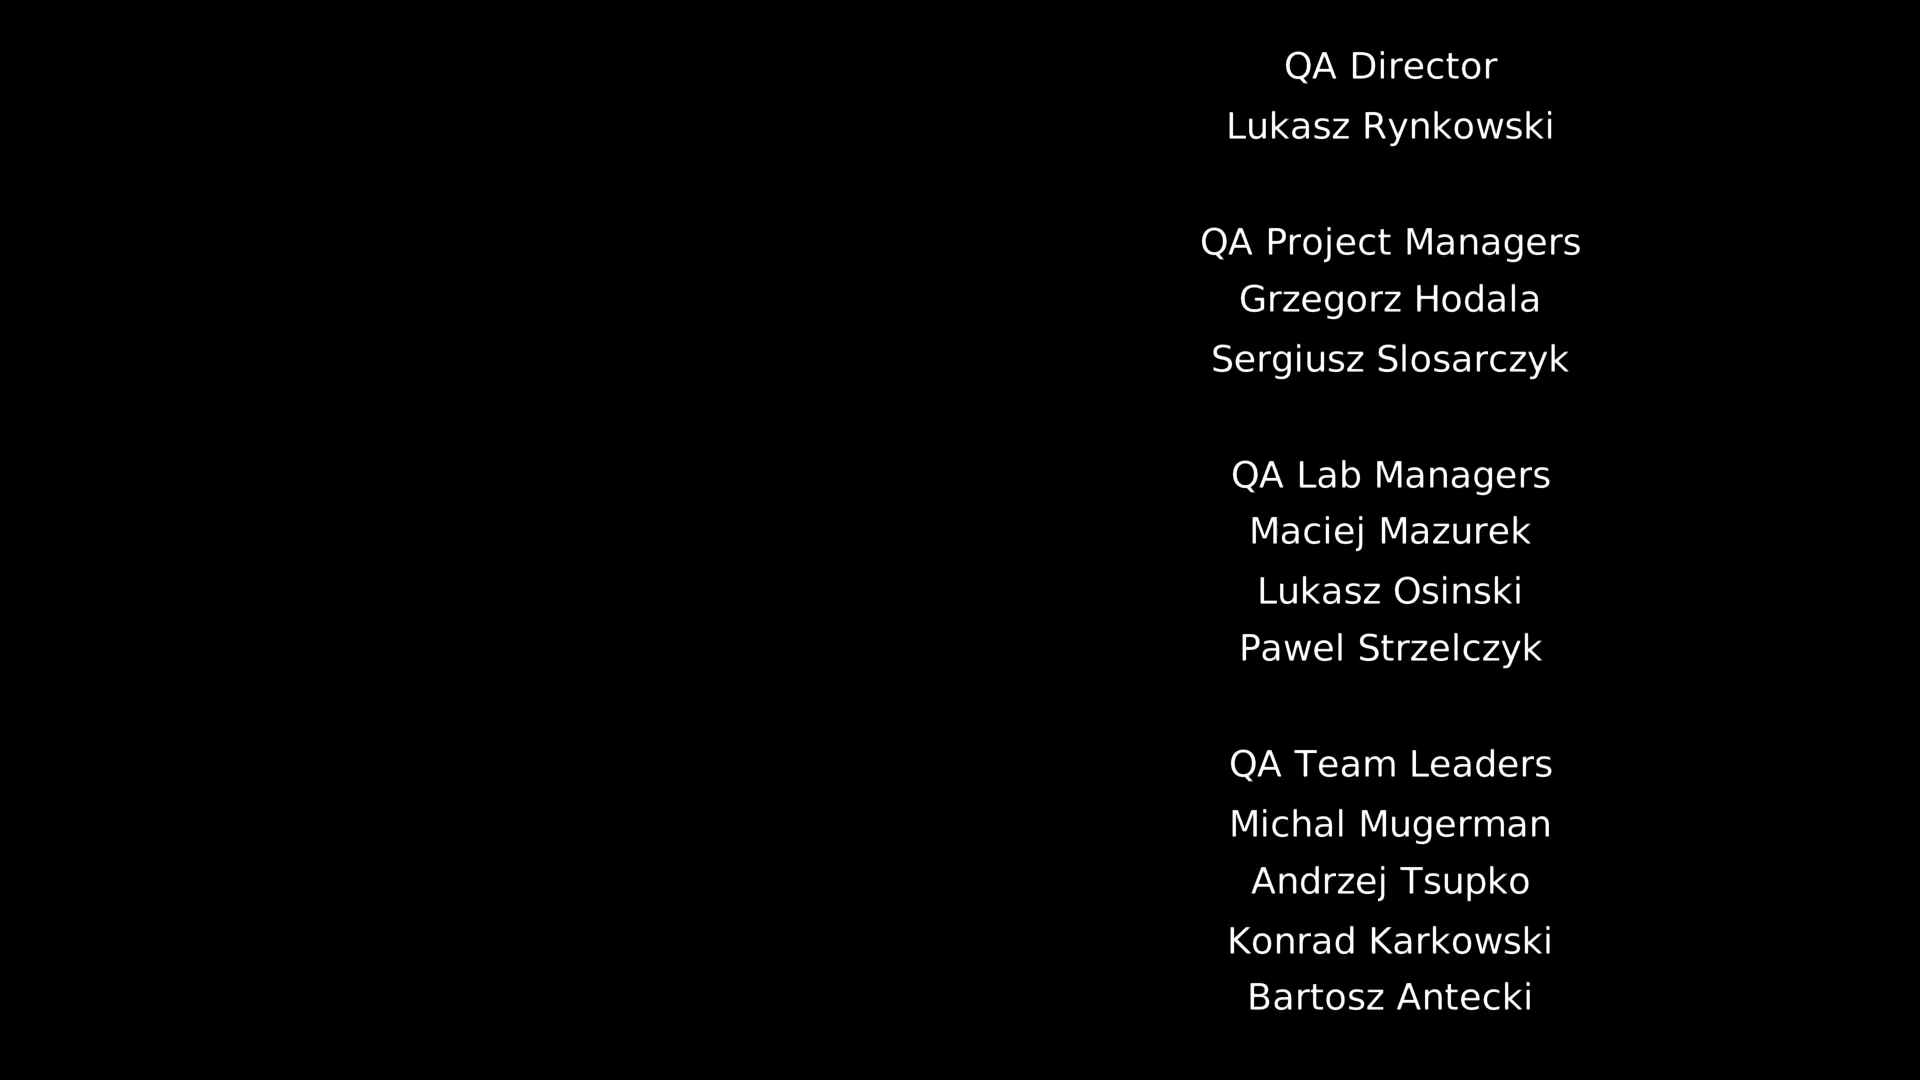 QA Director
Lukasz Rynkowski
QA Project Managers
Grzegorz Hodala
Sergiusz Slosarczyk
QA Lab Managers
Maciej Mazurek
Lukasz Osinski
Pawel Strzelczyk
QA Team Leaders
Michal Mugerman
Andrzej Tsupko
Konrad Karkowski
Bartosz Antecki